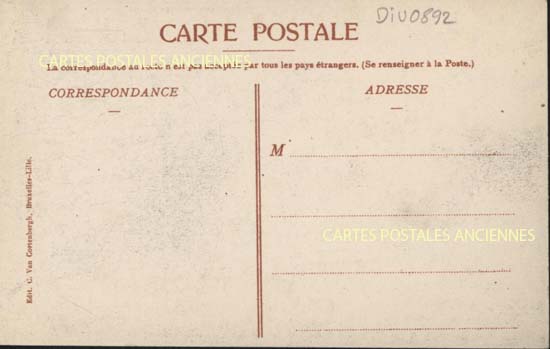 DiV0892
CARTE POSTALE
CARTES POSTALES ANCIENNES
La correspondance au recto n'est pas acceptée par tous les pays étrangers. (Se renseigner à la Poste.)
CORRESPONDANCE
ADRESSE
M
CARTES POSTALES ANCIENNES
Edit. C. Van Cortenbergh, Bruxelles-Lille.